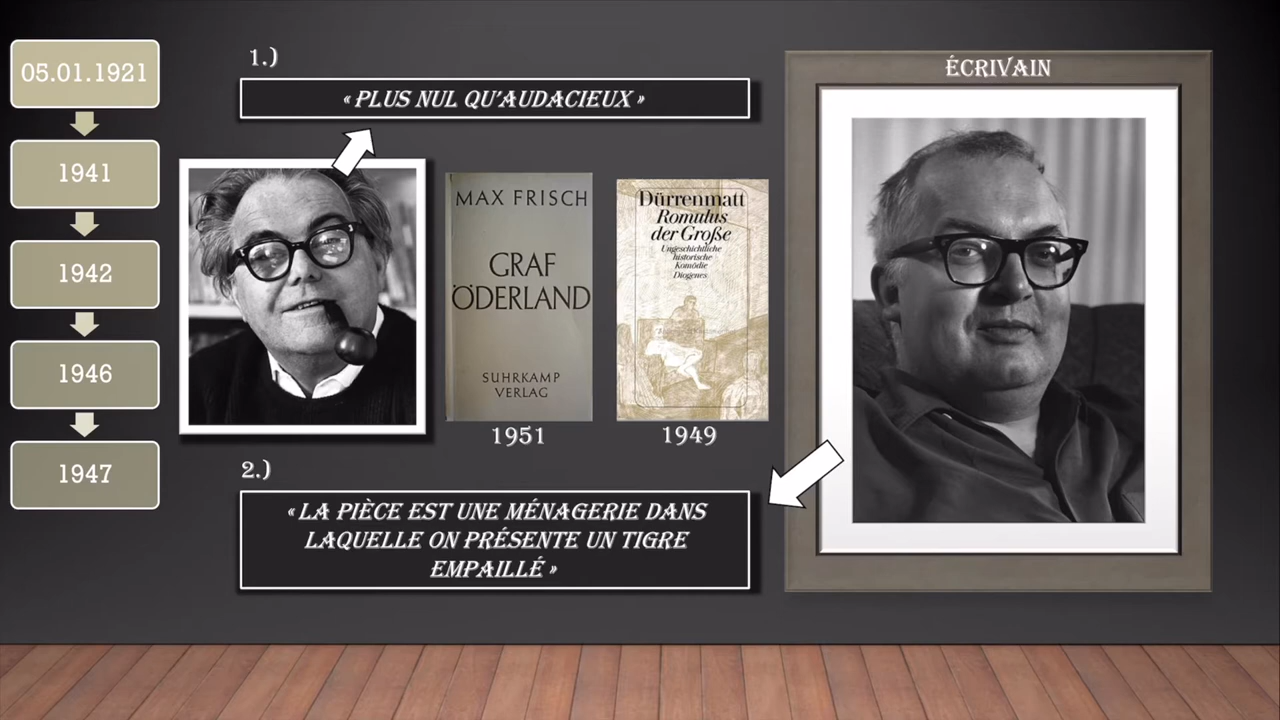 05.01.1921
1941
1942
1946
1947
1.)
« PLUS NUL QU'AUDACIEUX »
MAX FRISCH
GRAF
ÖDERLAND
SUHRKAMP
VERLAG
1951
Dürrenmatt
Romulus
der Große
Ungeschichtliche
historische
Komödie
Diogenes
1949
2.)
« LA PIÈCE EST UNE MÉNAGERIE DANS
LAQUELLE ON PRÉSENTE UN TIGRE
EMPAILLÉ »
ÉCRIVAIN